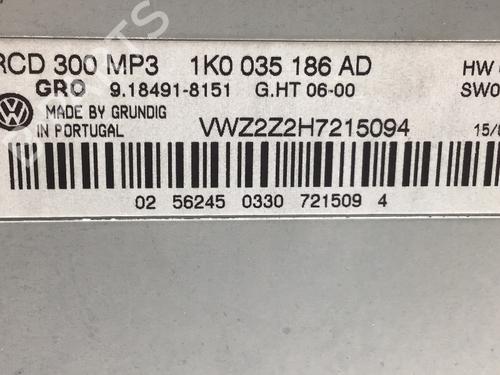 RCD 300 MP3 1K0 035 186 AD HW
GRO 9.18491-8151 G.HT 06-00 SW0
MADE BY GRUNDIG
IN PORTUGAL VWZ2Z2H7215094 15/
02 56245 0330 721509 4